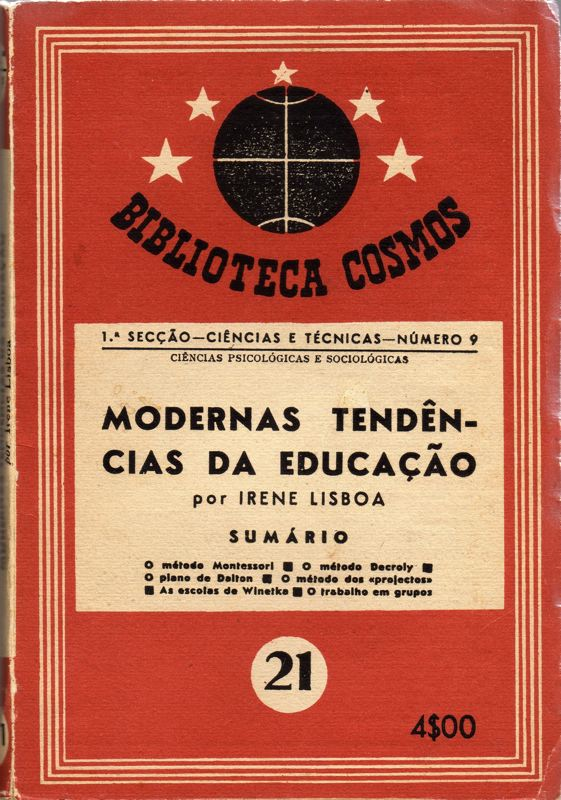 BIBLIOTECA COSMOS
1.ª SECÇÃO—CIÊNCIAS E TÉCNICAS—NÚMERO 9
CIÊNCIAS PSICOLÓGICAS E SOCIOLÓGICAS
MODERNAS TENDÊN-
CIAS DA EDUCAÇÃO
por IRENE LISBOA
SUMÁRIO
O método Montessori ■ O método Decroly ■
O plano de Dalton ■ O método dos «projectos»
■ As escolas de Winetka ■ O trabalho em grupos
21
4$00
por Irene Lisboa